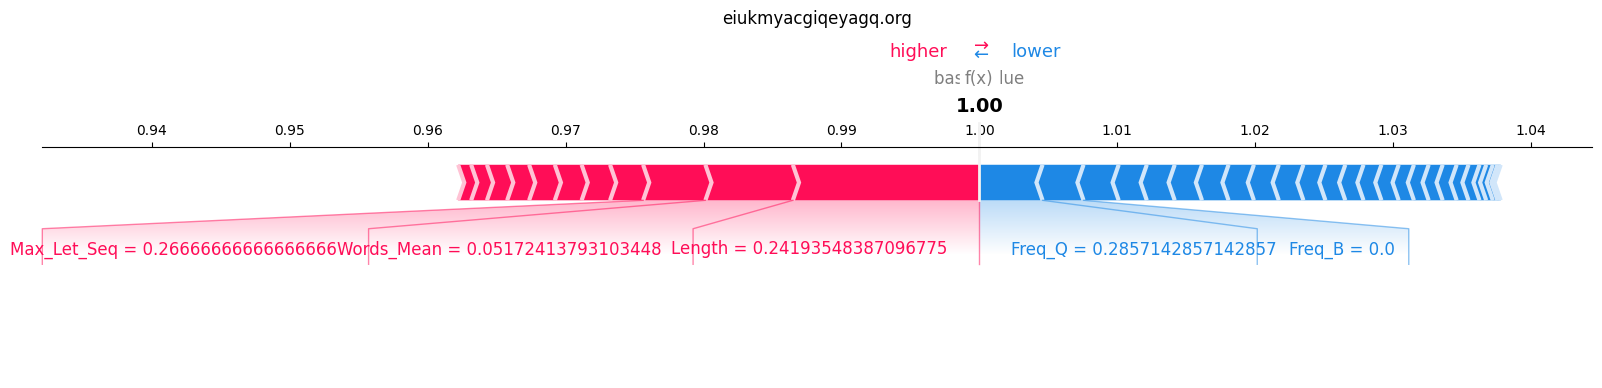 eiukmyacgiqeyagq.org
higher ⇄ lower
f(x)
1.00
0.94 0.95 0.96 0.97 0.98 0.99 1.00 1.01 1.02 1.03 1.04
Max_Let_Seq = 0.26666666666666666 Words_Mean = 0.05172413793103448 Length = 0.24193548387096775 Freq_Q = 0.2857142857142857 Freq_B = 0.0